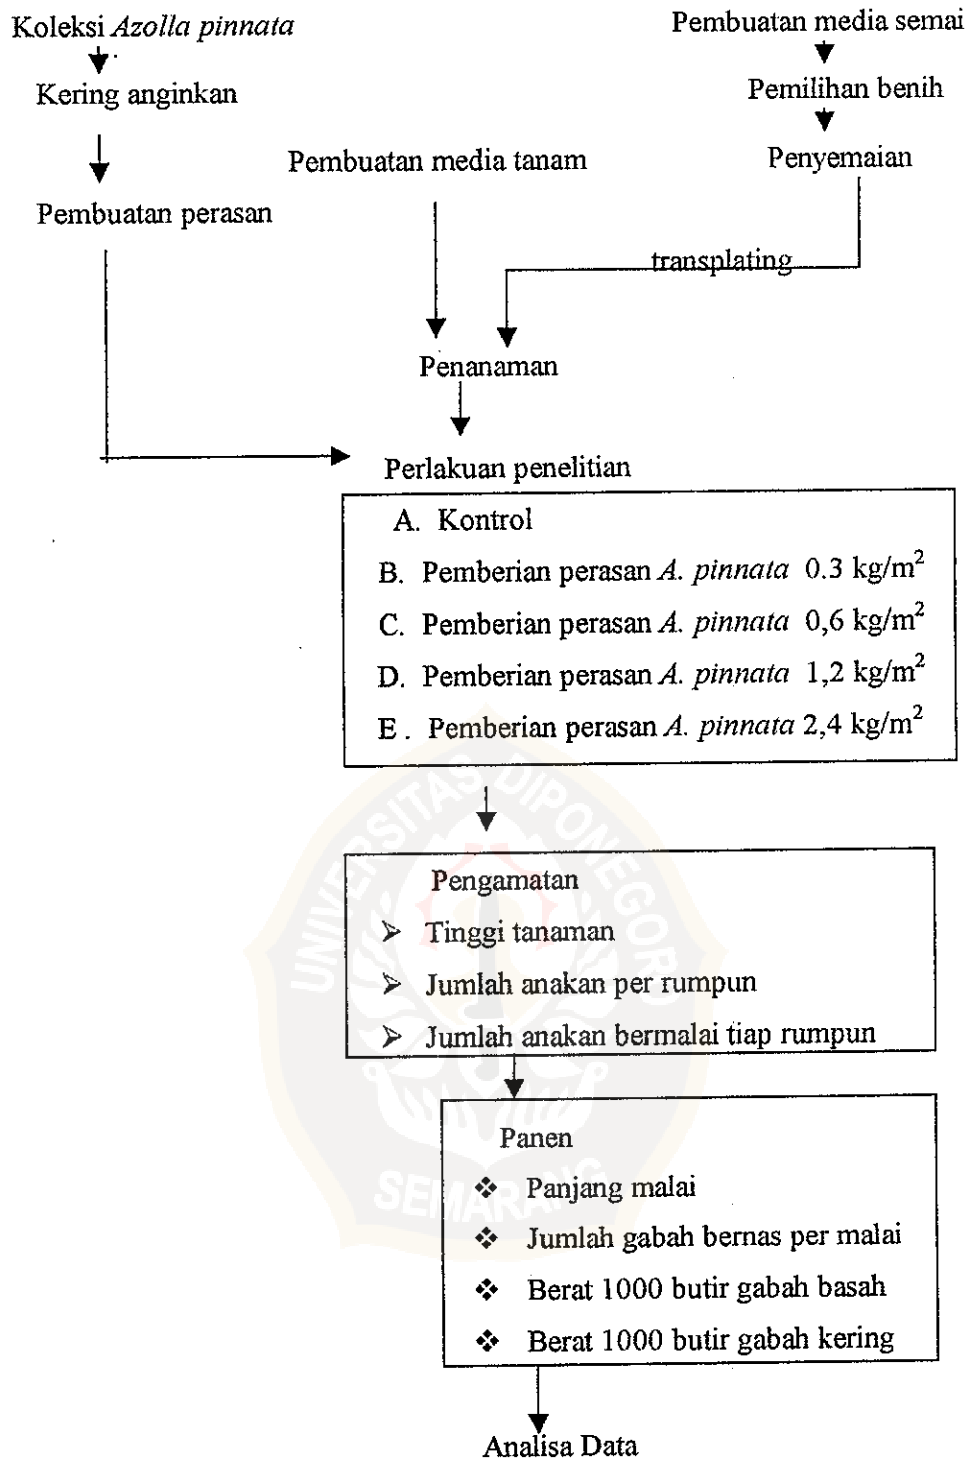 Koleksi Azolla pinnata
Kering anginkan
Pembuatan perasan
Pembuatan media tanam
Pembuatan media semai
Pemilihan benih
Penyemaian
transplating
Penanaman
Perlakuan penelitian
A. Kontrol
B. Pemberian perasan A. pinnata 0.3 kg/m²
C. Pemberian perasan A. pinnata 0,6 kg/m²
D. Pemberian perasan A. pinnata 1,2 kg/m²
E . Pemberian perasan A. pinnata 2,4 kg/m²
Pengamatan
➢ Tinggi tanaman
➢ Jumlah anakan per rumpun
➢ Jumlah anakan bermalai tiap rumpun
Panen
❖ Panjang malai
❖ Jumlah gabah bernas per malai
❖ Berat 1000 butir gabah basah
❖ Berat 1000 butir gabah kering
Analisa Data
UNIVERSITAS DIPONEGORO
SEMARANG